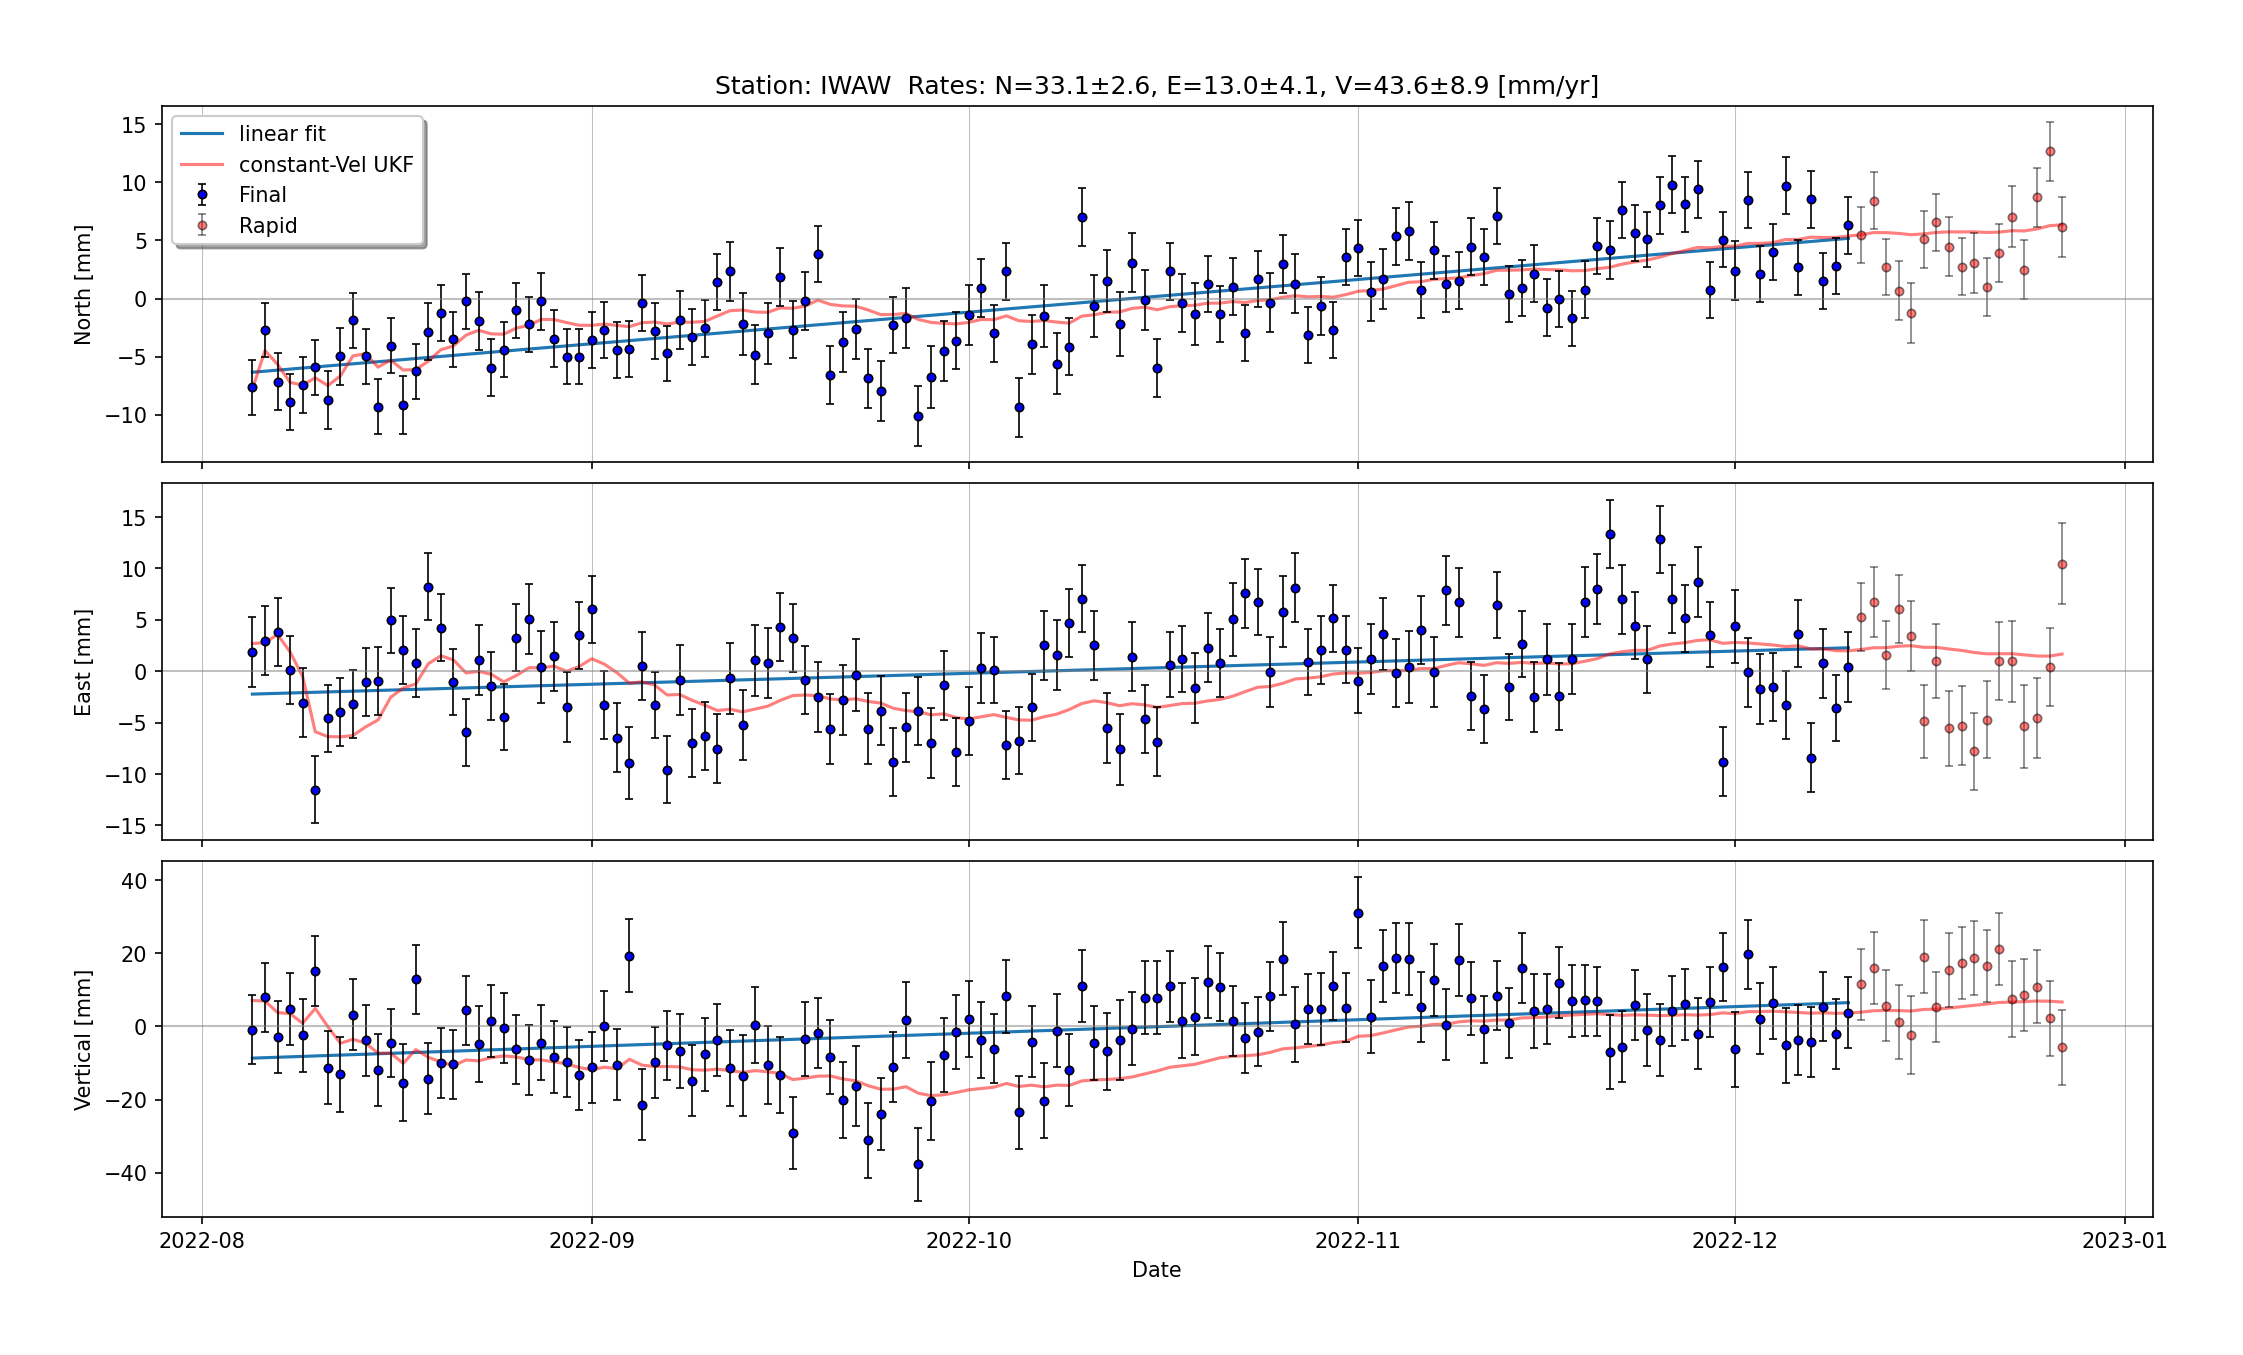 Station: IWAW  Rates: N=33.1±2.6, E=13.0±4.1, V=43.6±8.9 [mm/yr]
linear fit
constant-Vel UKF
Final
Rapid
North [mm]
15
10
5
0
−5
−10
East [mm]
15
10
5
0
−5
−10
−15
Vertical [mm]
40
20
0
−20
−40
2022-08 2022-09 2022-10 2022-11 2022-12 2023-01
Date